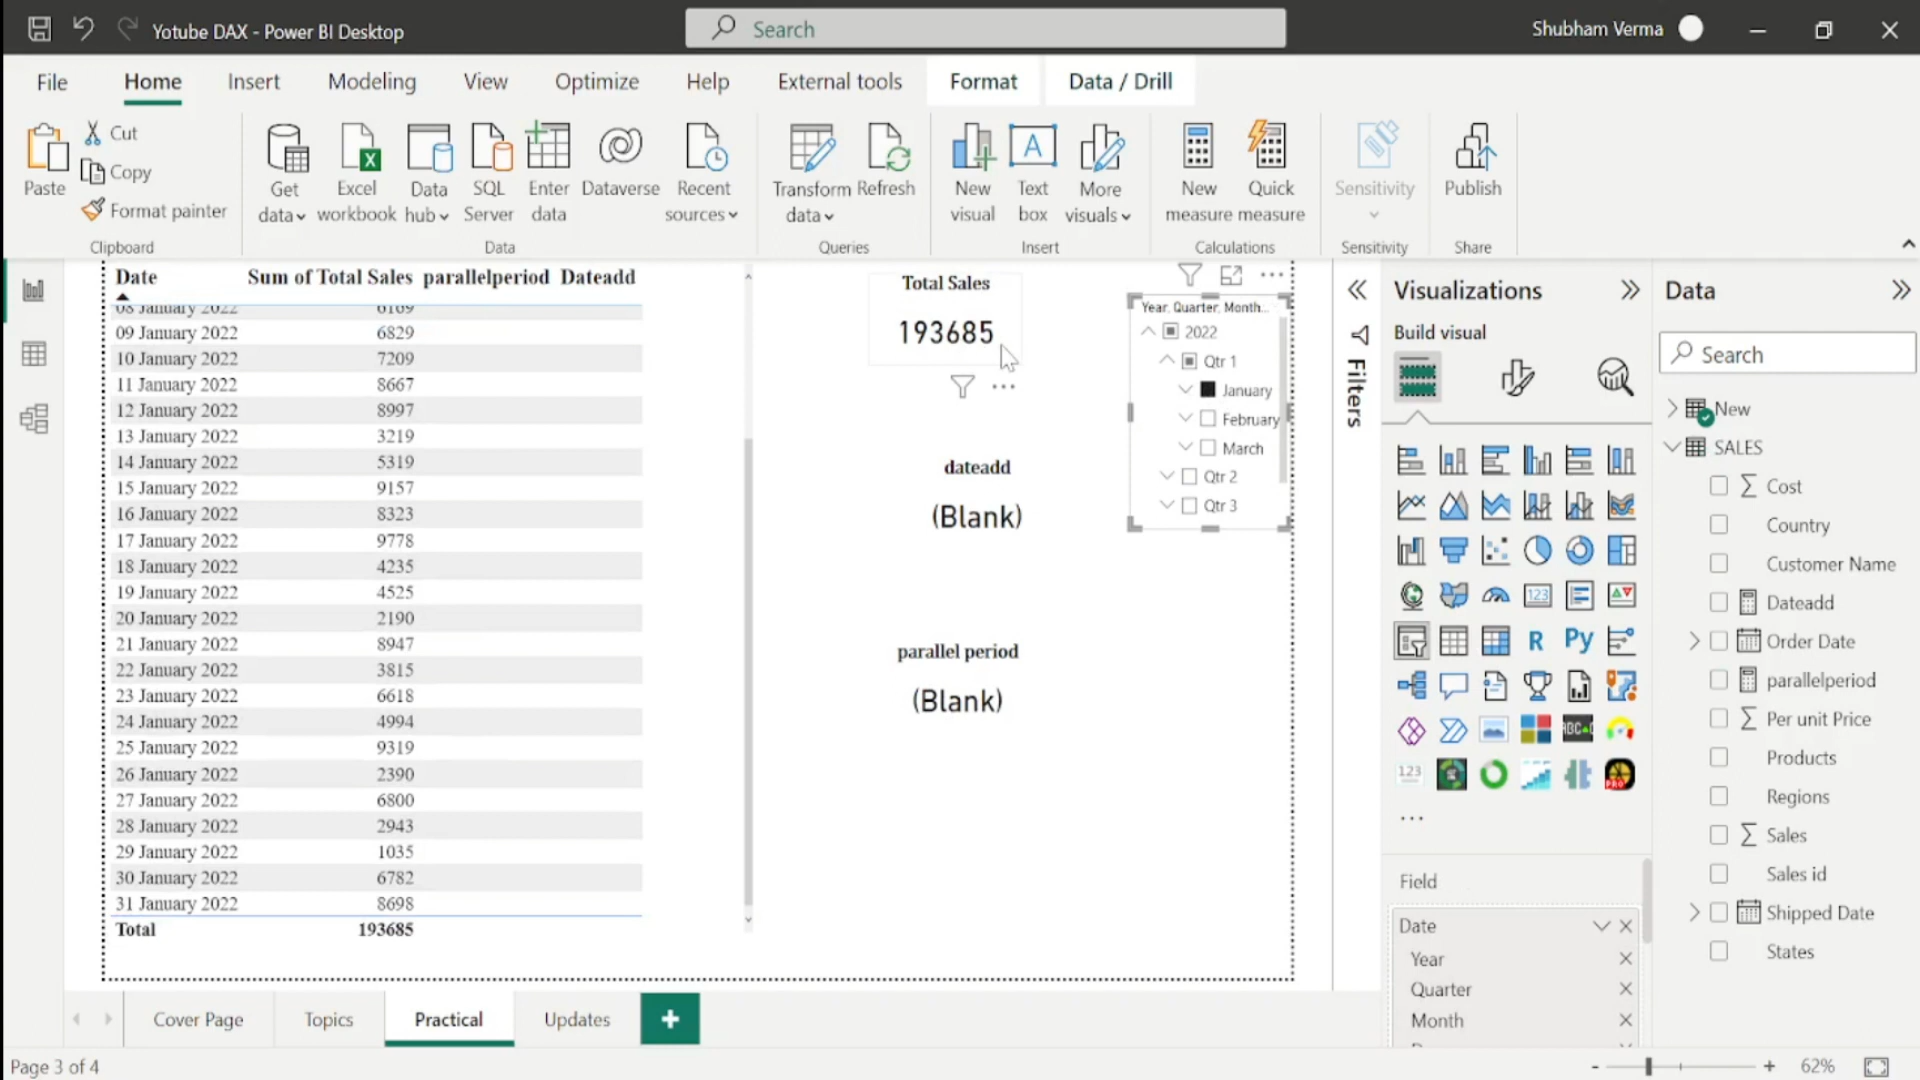 Yotube DAX - Power BI Desktop
Search
Shubham Verma
File
Home
Insert
Modeling
View
Optimize
Help
External tools
Format
Data / Drill
Paste
Cut
Copy
Format painter
Clipboard
Get data
Excel workbook
Data hub
SQL Server
Enter data
Dataverse
Recent sources
Data
Transform data
Refresh
Queries
New visual
Text box
More visuals
Insert
New measure
Quick measure
Calculations
Sensitivity
Sensitivity
Publish
Share
Date Sum of Total Sales parallelperiod Dateadd
08 January 2022 6169
09 January 2022 6829
10 January 2022 7209
11 January 2022 8667
12 January 2022 8997
13 January 2022 3219
14 January 2022 5319
15 January 2022 9157
16 January 2022 8323
17 January 2022 9778
18 January 2022 4235
19 January 2022 4525
20 January 2022 2190
21 January 2022 8947
22 January 2022 3815
23 January 2022 6618
24 January 2022 4994
25 January 2022 9319
26 January 2022 2390
27 January 2022 6800
28 January 2022 2943
29 January 2022 1035
30 January 2022 6782
31 January 2022 8698
Total 193685
Total Sales
193685
dateadd
(Blank)
parallel period
(Blank)
Year, Quarter, Month...
2022
Qtr 1
January
February
March
Qtr 2
Qtr 3
Filters
Visualizations
Build visual
123
R
Py
ABC
123
PRO
...
Field
Date
Year
Quarter
Month
Data
Search
New
SALES
Cost
Country
Customer Name
Dateadd
Order Date
parallelperiod
Per unit Price
Products
Regions
Sales
Sales id
Shipped Date
States
Cover Page
Topics
Practical
Updates
+
Page 3 of 4
- + 62%